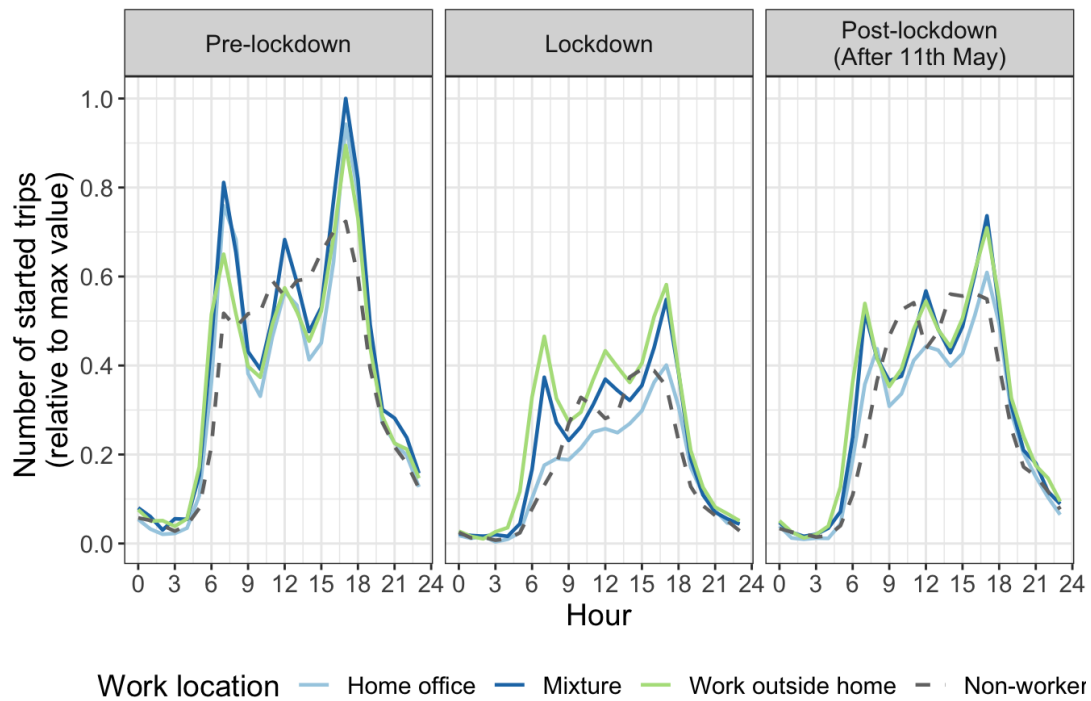 Pre-lockdown
Lockdown
Post-lockdown
(After 11th May)
Number of started trips
(relative to max value)
1.0
0.8
0.6
0.4
0.2
0.0
0 3 6 9 12 15 18 21 24
0 3 6 9 12 15 18 21 24
0 3 6 9 12 15 18 21 24
Hour
Work location Home office Mixture Work outside home Non-worker